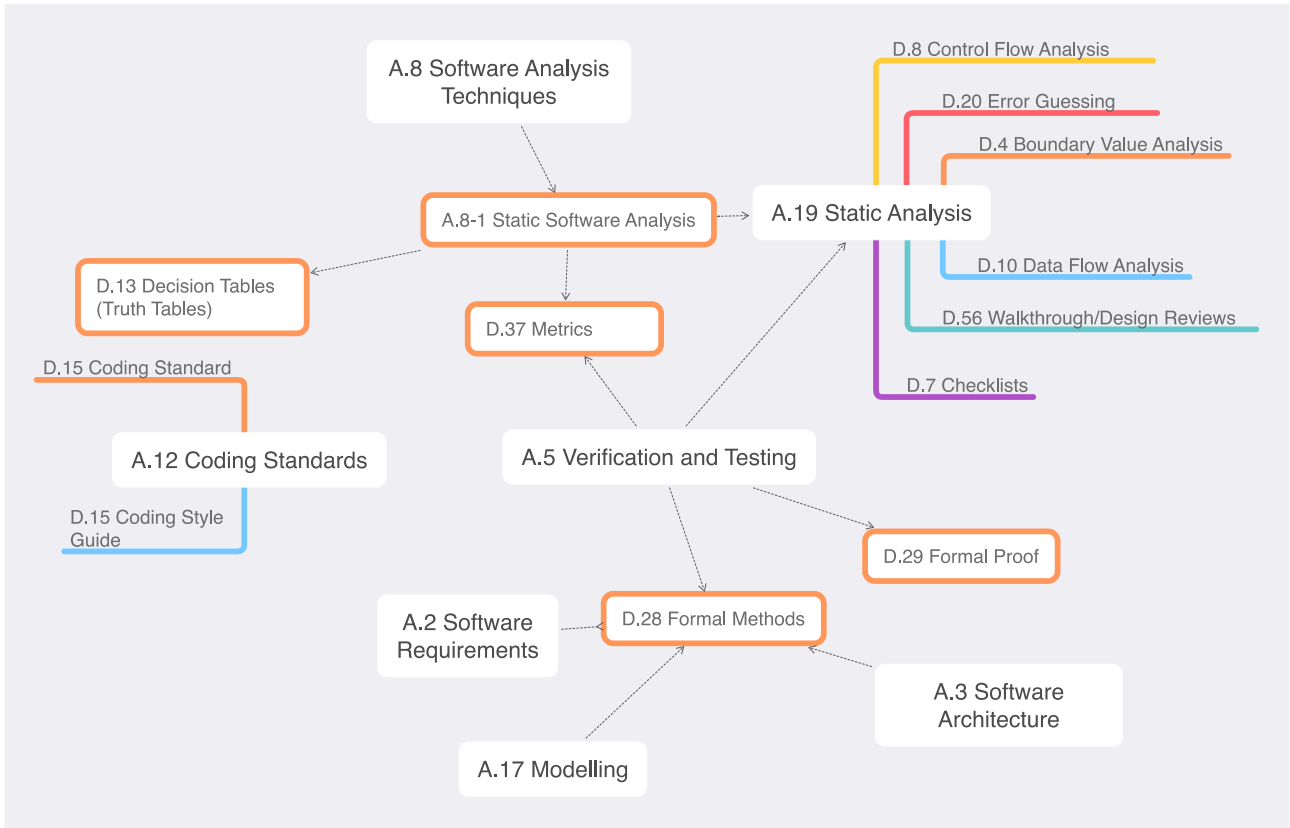 A.8 Software Analysis
Techniques
D.8 Control Flow Analysis
D.20 Error Guessing
D.4 Boundary Value Analysis
A.8-1 Static Software Analysis
A.19 Static Analysis
D.13 Decision Tables
(Truth Tables)
D.37 Metrics
D.10 Data Flow Analysis
D.56 Walkthrough/Design Reviews
D.7 Checklists
D.15 Coding Standard
A.12 Coding Standards
D.15 Coding Style
Guide
A.5 Verification and Testing
D.29 Formal Proof
A.2 Software
Requirements
D.28 Formal Methods
A.3 Software
Architecture
A.17 Modelling